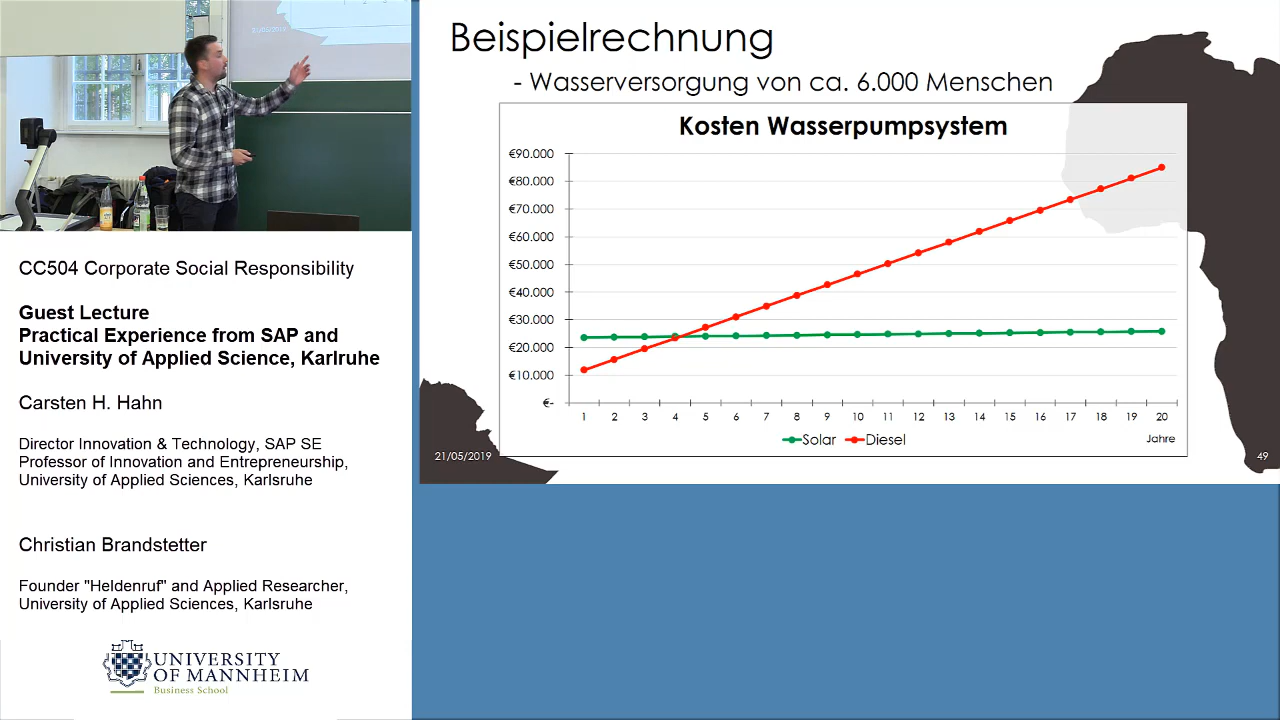 21/05/2019
CC504 Corporate Social Responsibility
Guest Lecture
Practical Experience from SAP and
University of Applied Science, Karlsruhe
Carsten H. Hahn
Director Innovation & Technology, SAP SE
Professor of Innovation and Entrepreneurship,
University of Applied Sciences, Karlsruhe
Christian Brandstetter
Founder "Heldenruf" and Applied Researcher,
University of Applied Sciences, Karlsruhe
UNIVERSITY
OF MANNHEIM
Business School
Beispielrechnung
- Wasserversorgung von ca. 6.000 Menschen
Kosten Wasserpumpsystem
€90.000
€80.000
€70.000
€60.000
€50.000
€40.000
€30.000
€20.000
€10.000
€-
1 2 3 4 5 6 7 8 9 10 11 12 13 14 15 16 17 18 19 20
Solar Diesel
Jahre
21/05/2019
49